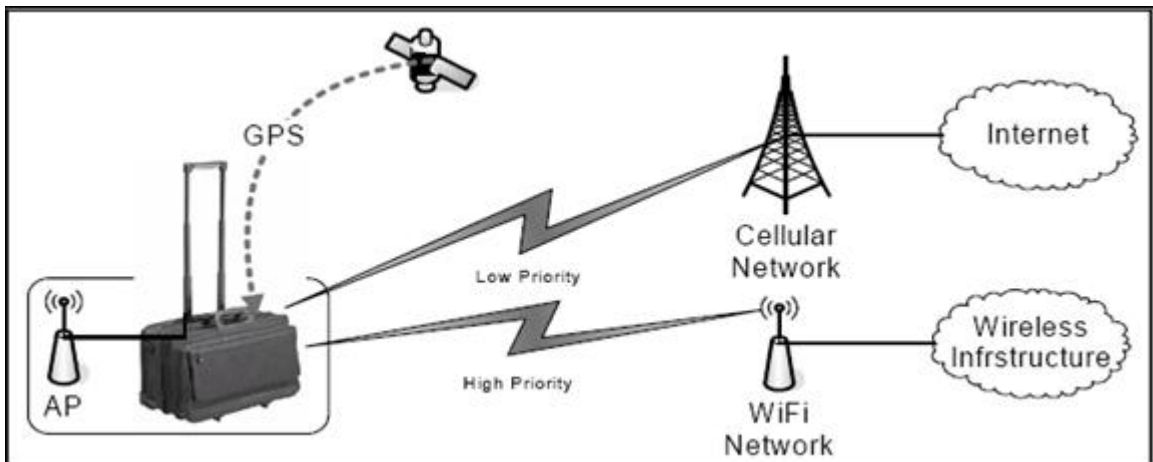 GPS
Internet
Cellular
Network
Low Priority
Wireless
Infrstructure
High Priority
AP
WiFi
Network